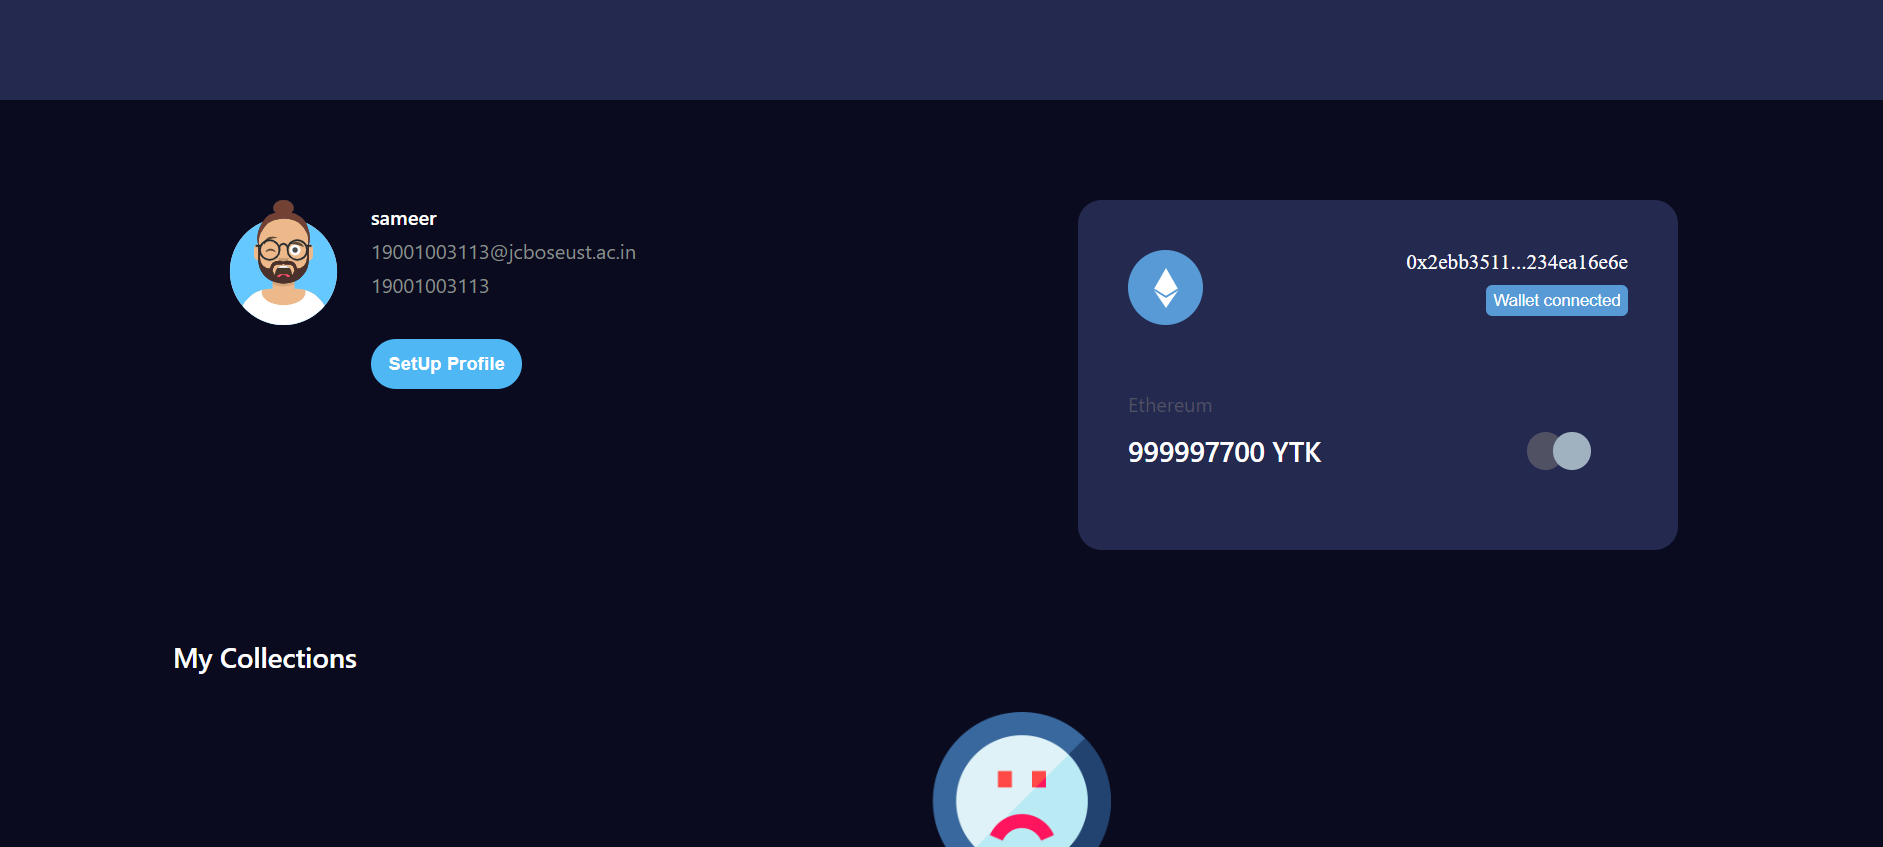 sameer
19001003113@jcboseust.ac.in
19001003113
SetUp Profile
0x2ebb3511...234ea16e6e
Wallet connected
Ethereum
999997700 YTK
My Collections